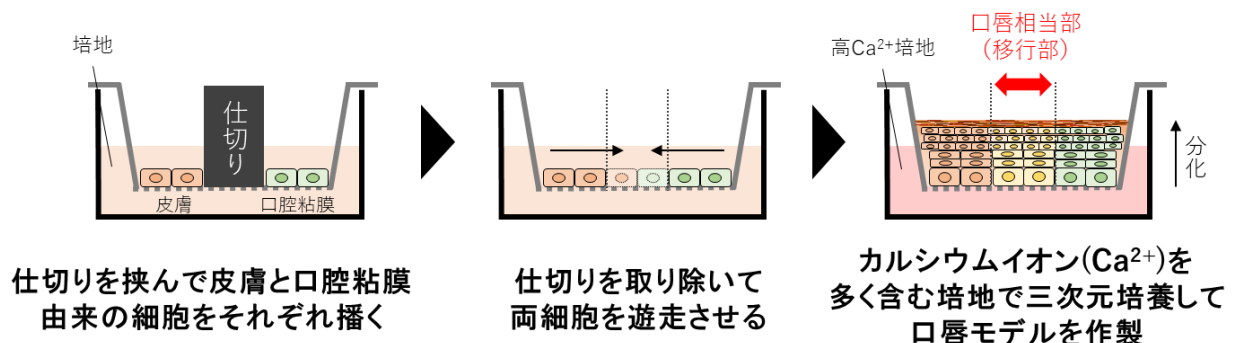 培地
仕切り
皮膚
口腔粘膜
仕切りを挟んで皮膚と口腔粘膜
由来の細胞をそれぞれ播く
仕切りを取り除いて
両細胞を遊走させる
口唇相当部
（移行部）
高Ca²⁺培地
分化
カルシウムイオン(Ca²⁺)を
多く含む培地で三次元培養して
口唇モデルを作製